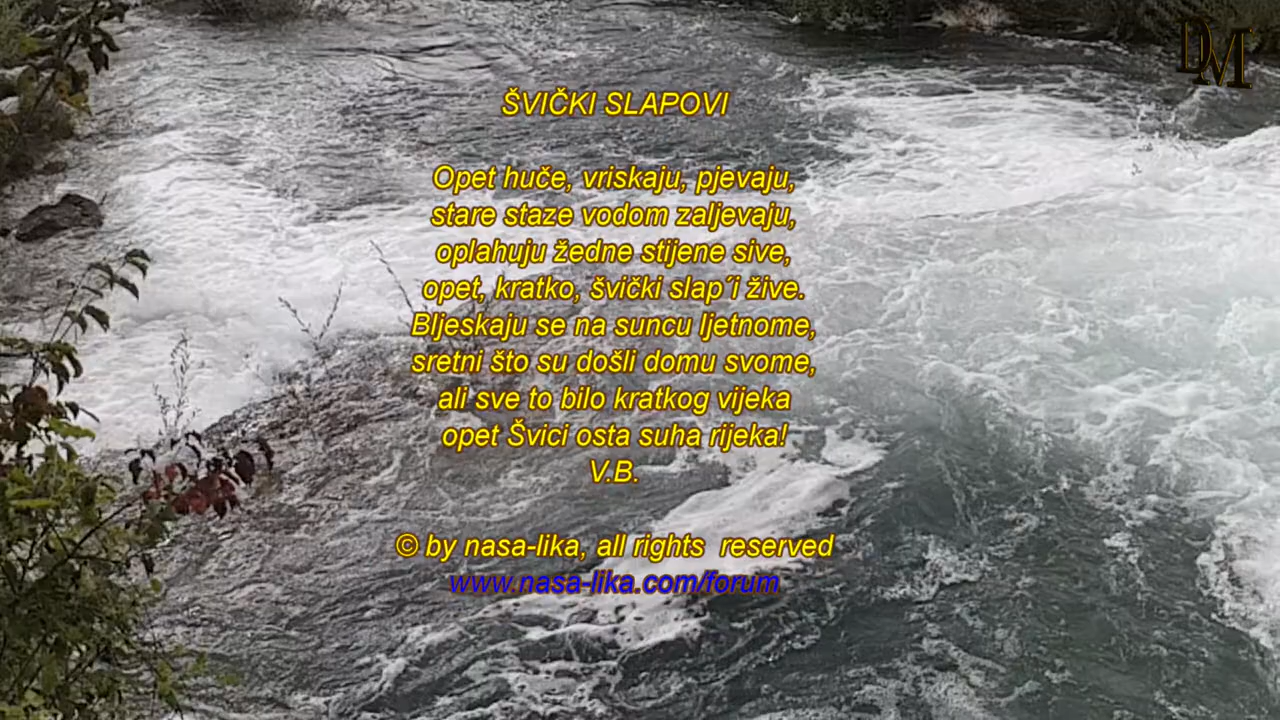 DM
ŠVIČKI SLAPOVI
Opet huče, vriskaju, pjevaju,
stare staze vodom zaljevaju,
oplahuju žedne stijene sive,
opet, kratko, švički slap´i žive.
Bljeskaju se na suncu ljetnome,
sretni što su došli domu svome,
ali sve to bilo kratkog vijeka
opet Švici osta suha rijeka!
V.B.
© by nasa-lika, all rights  reserved
www.nasa-lika.com/forum